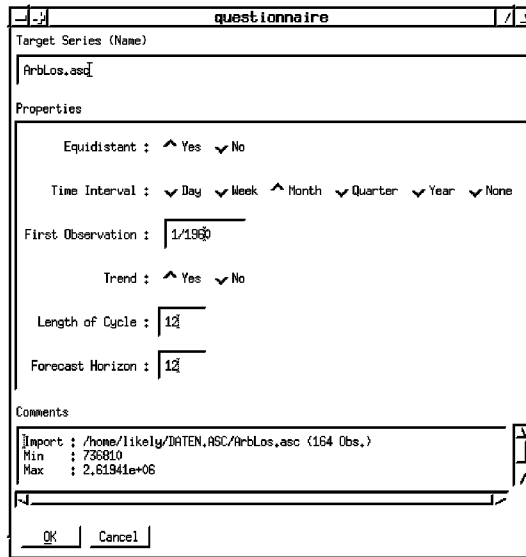 questionnaire
Target Series (Name)
ArbLos.asc
Properties
Equidistant : Yes No
Time Interval : Day Week Month Quarter Year None
First Observation : 1/1960
Trend : Yes No
Length of Cycle : 12
Forecast Horizon : 12
Comments
Import : /home/likely/DATEN.ASC/ArbLos.asc (164 Obs.)
Min : 736810
Max : 2.61941e+06
OK Cancel